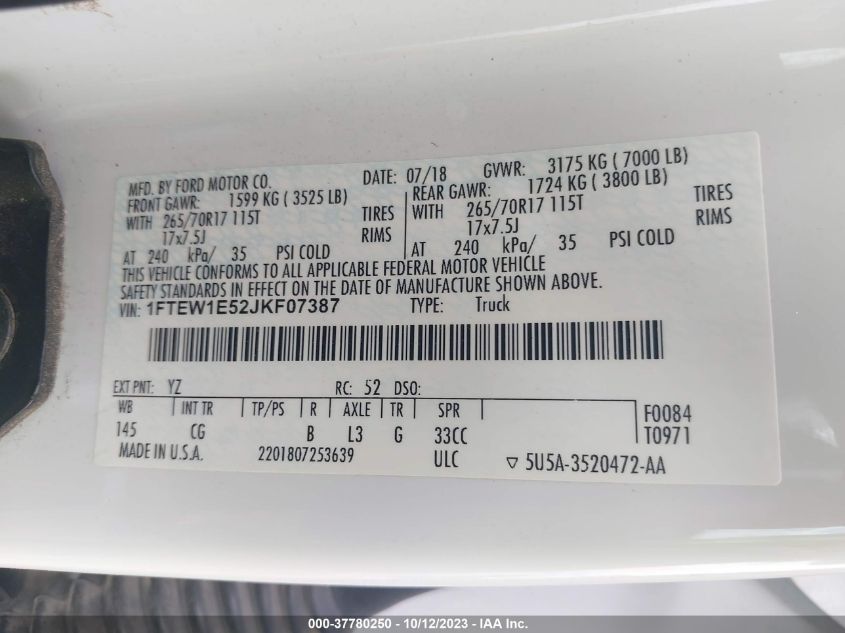 MFD. BY FORD MOTOR CO. DATE: 07/18 GVWR: 3175 KG ( 7000 LB)
FRONT GAWR: 1599 KG ( 3525 LB) REAR GAWR: 1724 KG ( 3800 LB)
WITH 265/70R17 115T TIRES WITH 265/70R17 115T TIRES
17x7.5J RIMS 17x7.5J RIMS
AT 240 kPa/ 35 PSI COLD AT 240 kPa/ 35 PSI COLD
THIS VEHICLE CONFORMS TO ALL APPLICABLE FEDERAL MOTOR VEHICLE
SAFETY STANDARDS IN EFFECT ON THE DATE OF MANUFACTURE SHOWN ABOVE.
VIN: 1FTEW1E52JKF07387 TYPE: Truck
EXT PNT: YZ RC: 52 DSO:
WB INT TR TP/PS R AXLE TR SPR F0084
145 CG B L3 G 33CC T0971
MADE IN U.S.A. 2201807253639 ULC ▽ 5U5A-3520472-AA
000-37780250 - 10/12/2023 - © IAA, Inc.